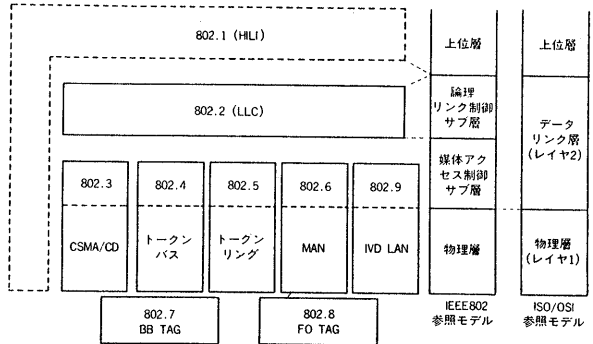 802.1 (HILI)
上位層
上位層
802.2 (LLC)
論理
リンク制御
サブ層
データ
リンク層
(レイヤ2)
媒体アク
セス制御
サブ層
802.3
802.4
802.5
802.6
802.9
CSMA/CD
トークン
バス
トークン
リング
MAN
IVD LAN
物理層
物理層
(レイヤ1)
802.7
BB TAG
802.8
FO TAG
IEEE802
参照モデル
ISO/OSI
参照モデル